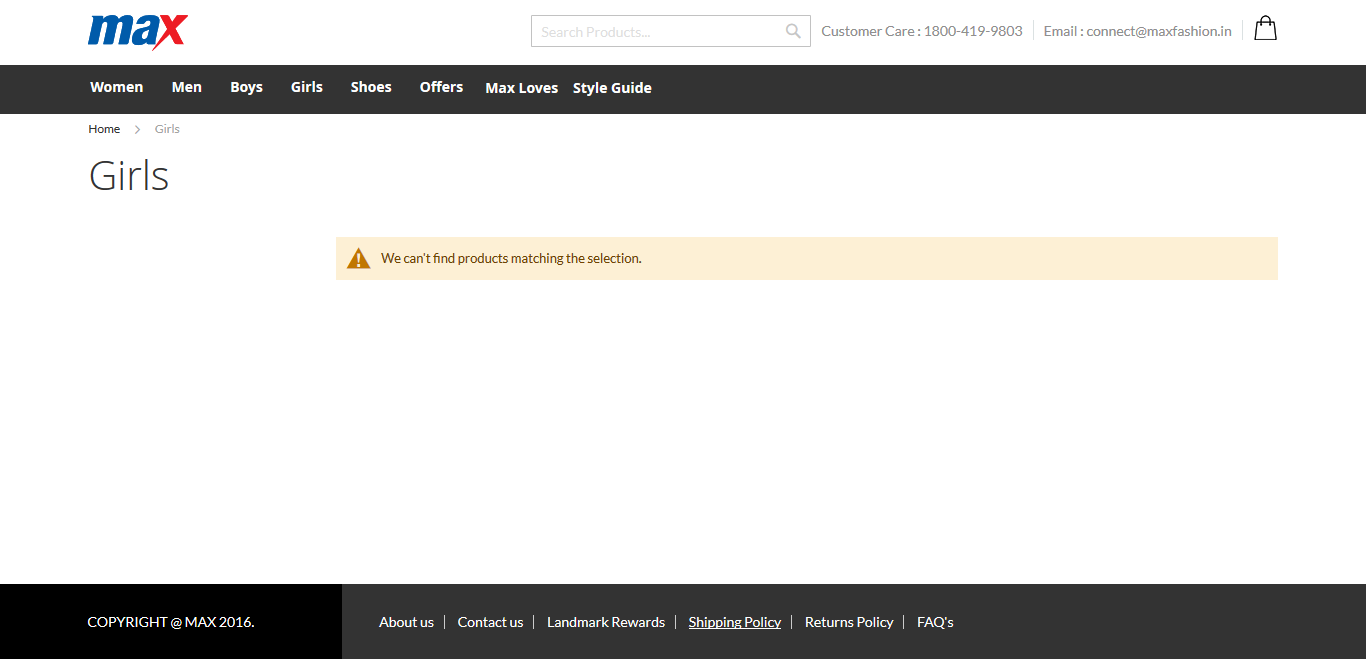 max
Search Products...
Customer Care : 1800-419-9803
Email : connect@maxfashion.in
Women Men Boys Girls Shoes Offers Max Loves Style Guide
Home Girls
Girls
We can't find products matching the selection.
COPYRIGHT @ MAX 2016.
About us Contact us Landmark Rewards Shipping Policy Returns Policy FAQ's